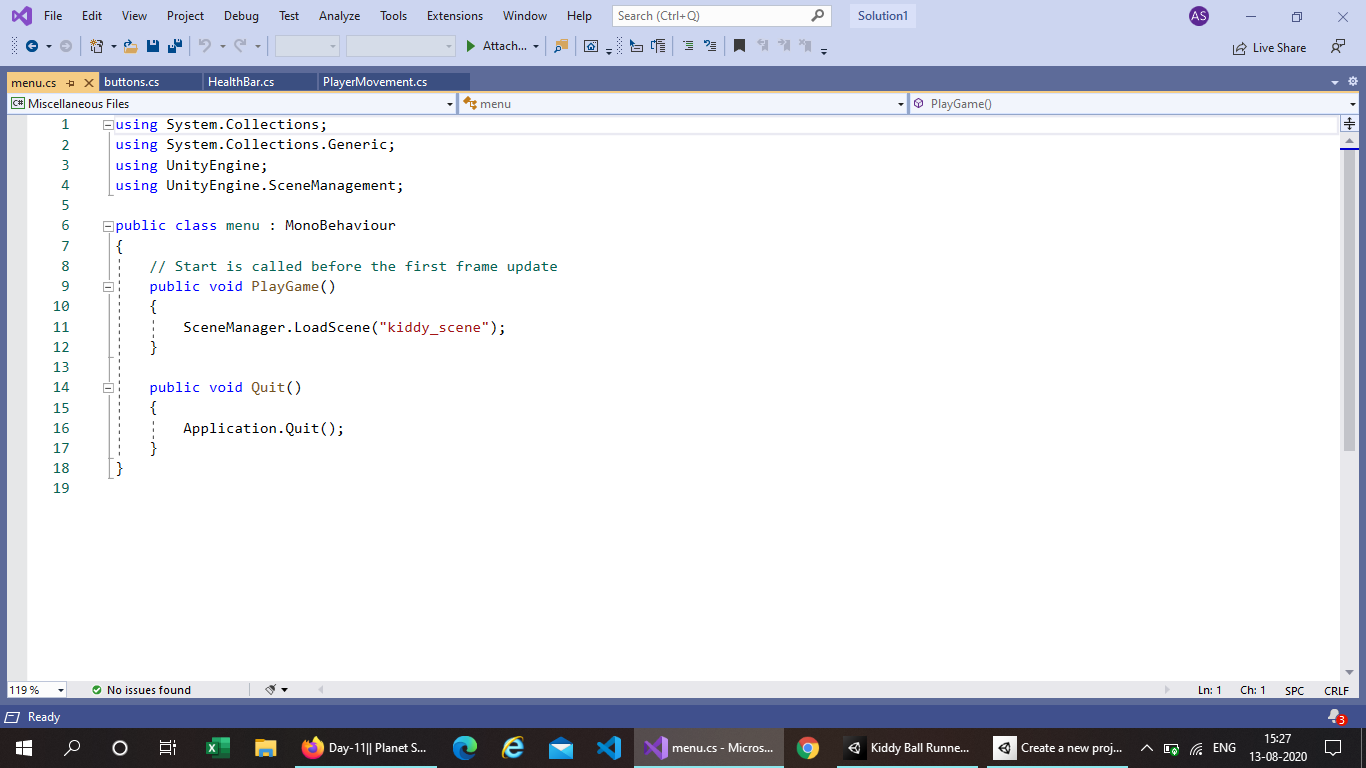 File Edit View Project Debug Test Analyze Tools Extensions Window Help Search (Ctrl+Q) Solution1 AS
Attach... Live Share
menu.cs buttons.cs HealthBar.cs PlayerMovement.cs
C# Miscellaneous Files menu PlayGame()
1 using System.Collections;
2 using System.Collections.Generic;
3 using UnityEngine;
4 using UnityEngine.SceneManagement;
5
6 public class menu : MonoBehaviour
7 {
8 // Start is called before the first frame update
9 public void PlayGame()
10 {
11 SceneManager.LoadScene("kiddy_scene");
12 }
13
14 public void Quit()
15 {
16 Application.Quit();
17 }
18 }
19
119 % No issues found Ln: 1 Ch: 1 SPC CRLF
Ready 3
Day-11|| Planet S... menu.cs - Micros... Kiddy Ball Runne... Create a new proj... ENG 15:27
13-08-2020